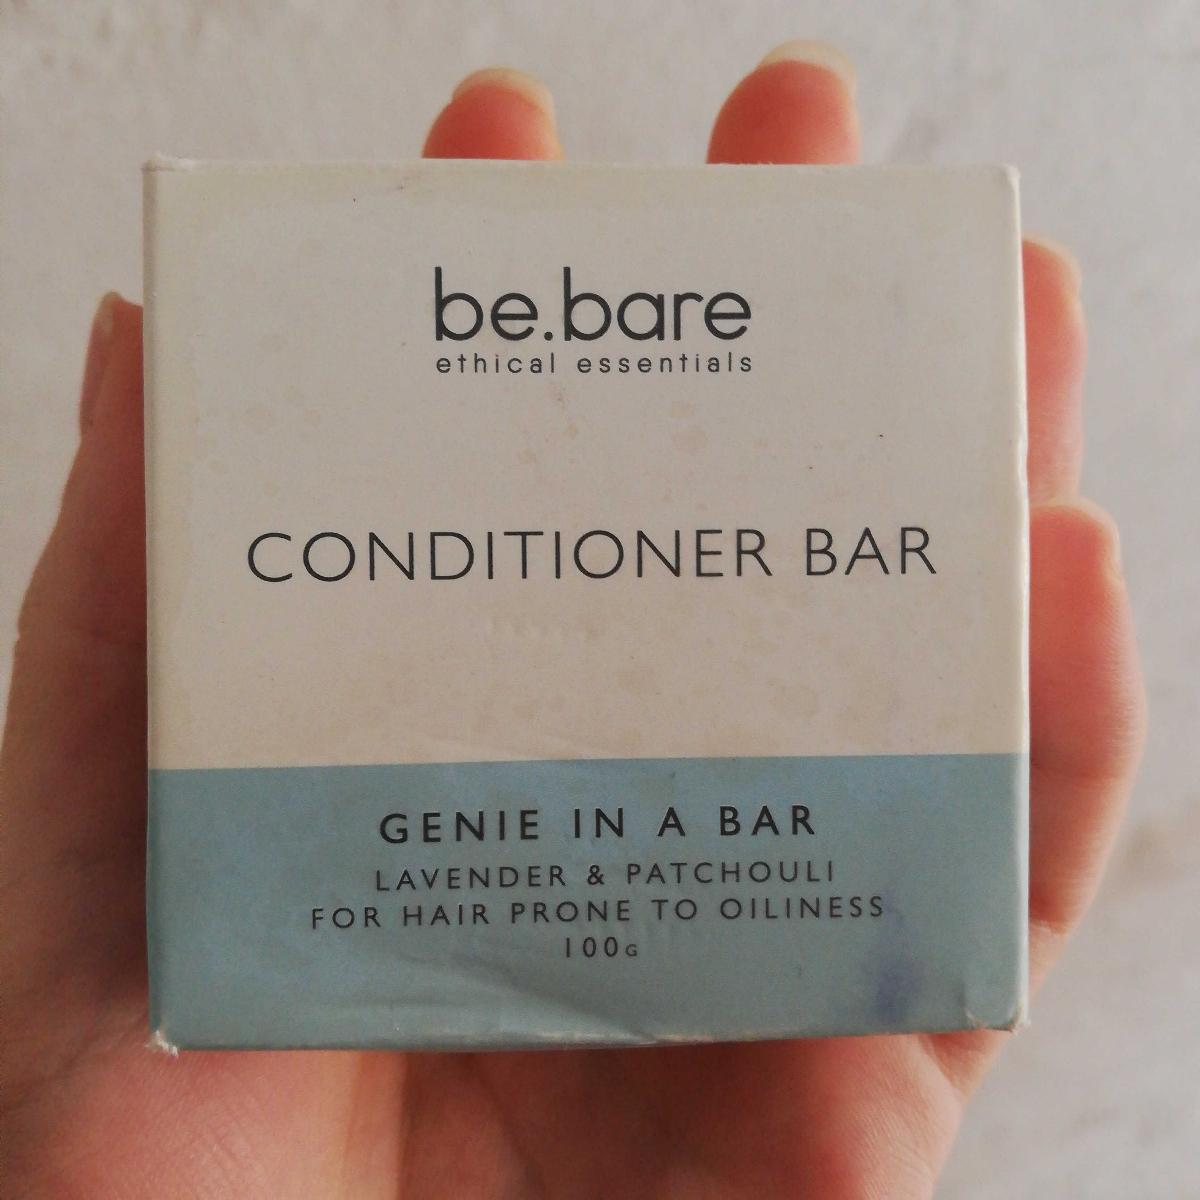 be.bare
ethical essentials
CONDITIONER BAR
GENIE IN A BAR
LAVENDER & PATCHOULI
FOR HAIR PRONE TO OILINESS
100G